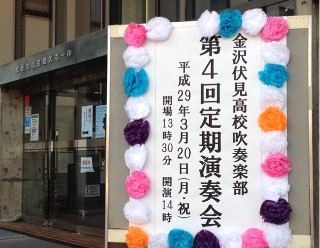 金沢伏見高校吹奏楽部
第4回定期演奏会
平成29年3月20日(月・祝)
開場13時30分 開演14時